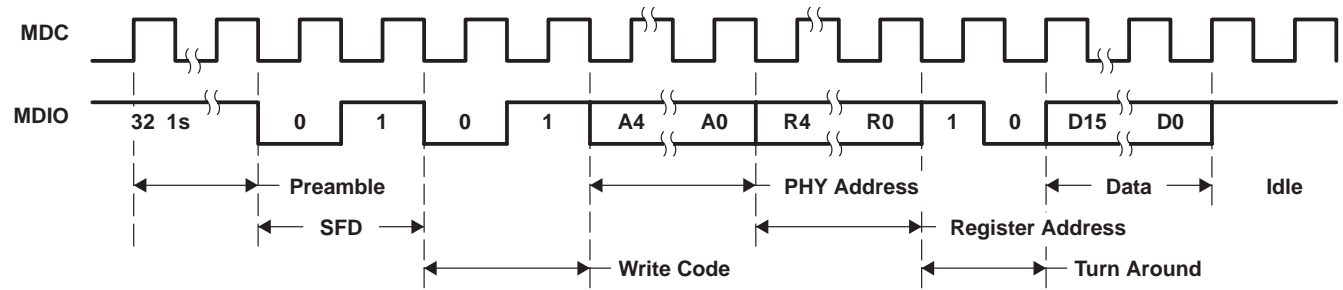 MDC
MDIO
32 1s 0 1 0 1 A4 A0 R4 R0 1 0 D15 D0
Preamble PHY Address Data Idle
SFD Register Address
Write Code Turn Around